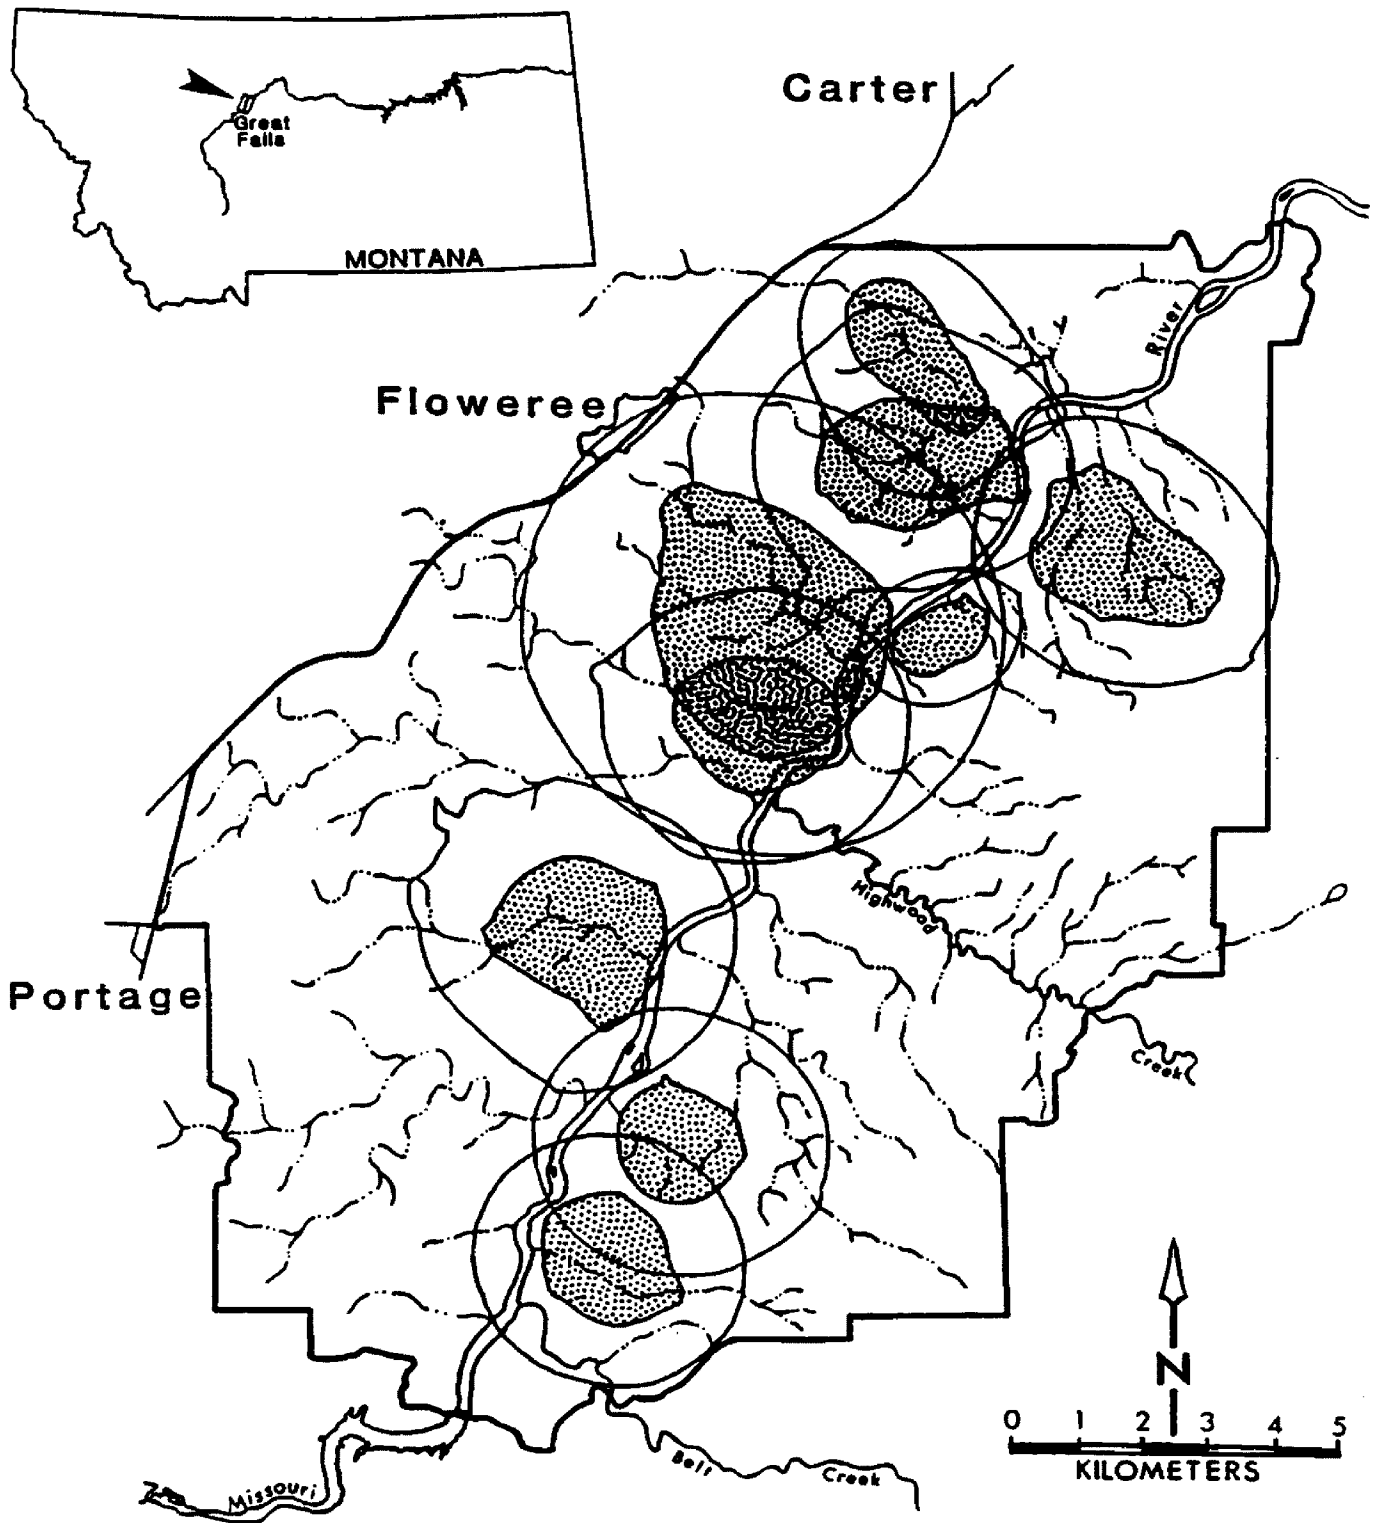 Great
Falls
MONTANA
Carter
River
Floweree
Highwood
Creek
Portage
N
0 1 2 3 4 5
KILOMETERS
Belt
Creek
Missouri